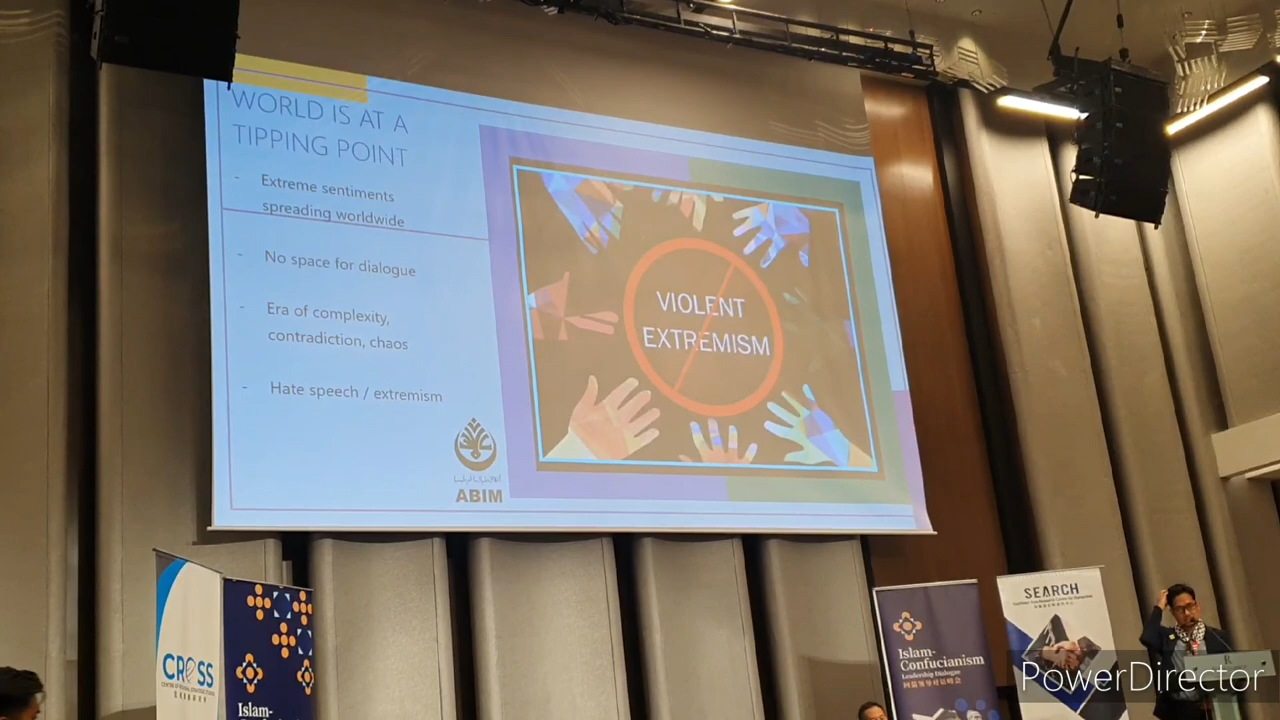 WORLD IS AT A
TIPPING POINT
- Extreme sentiments
spreading worldwide
- No space for dialogue
- Era of complexity,
contradiction, chaos
- Hate speech / extremism
VIOLENT
EXTREMISM
ABIM
CRESS
Islam-
Islam-
Confucianism
Leadership Dialogue
SEARCH
PowerDirector